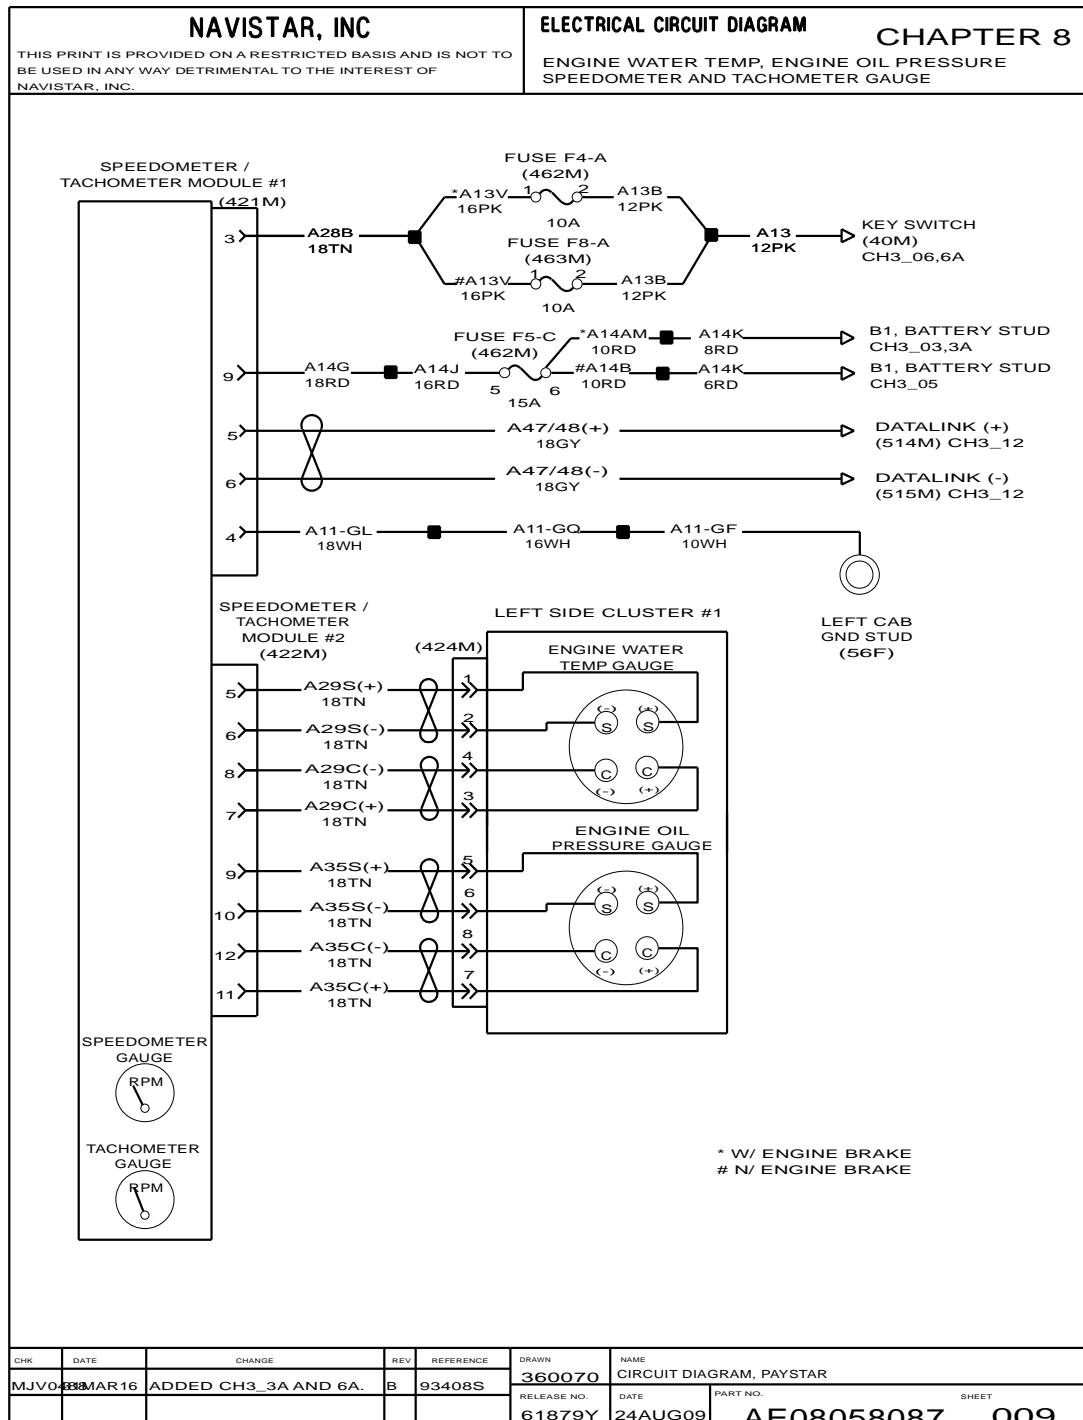 NAVISTAR, INC
THIS PRINT IS PROVIDED ON A RESTRICTED BASIS AND IS NOT TO
BE USED IN ANY WAY DETRIMENTAL TO THE INTEREST OF
NAVISTAR, INC.
ELECTRICAL CIRCUIT DIAGRAM
CHAPTER 8
ENGINE WATER TEMP, ENGINE OIL PRESSURE
SPEEDOMETER AND TACHOMETER GAUGE
SPEEDOMETER /
TACHOMETER MODULE #1
(421M)
FUSE F4-A
(462M)
*A13V 1 2 A13B
16PK 12PK
10A
3 A28B
18TN
A13
12PK
KEY SWITCH
(40M)
CH3_06,6A
FUSE F8-A
(463M)
#A13V 1 2 A13B
16PK 12PK
10A
FUSE F5-C
(462M)
*A14AM A14K
10RD 8RD
B1, BATTERY STUD
CH3_03,3A
9 A14G A14J
18RD 16RD
5 6
15A
#A14B A14K
10RD 6RD
B1, BATTERY STUD
CH3_05
5 A47/48(+)
18GY
DATALINK (+)
(514M) CH3_12
6 A47/48(-)
18GY
DATALINK (-)
(515M) CH3_12
4 A11-GL A11-GO A11-GF
18WH 16WH 10WH
LEFT CAB
GND STUD
(56F)
SPEEDOMETER /
TACHOMETER
MODULE #2
(422M)
LEFT SIDE CLUSTER #1
(424M)
ENGINE WATER
TEMP GAUGE
5 A29S(+) 1
18TN
6 A29S(-) 2
18TN
8 A29C(-) 4
18TN
7 A29C(+) 3
18TN
(-) (+)
S S
C C
(-) (+)
ENGINE OIL
PRESSURE GAUGE
9 A35S(+) 5
18TN
10 A35S(-) 6
18TN
12 A35C(-) 8
18TN
11 A35C(+) 7
18TN
(-) (+)
S S
C C
(-) (+)
SPEEDOMETER
GAUGE
RPM
TACHOMETER
GAUGE
RPM
* W/ ENGINE BRAKE
# N/ ENGINE BRAKE
CHK DATE CHANGE REV REFERENCE
MAR16 ADDED CH3_3A AND 6A. B 93408S
DRAWN
360070
NAME
CIRCUIT DIAGRAM, PAYSTAR
RELEASE NO.
61879Y
DATE
24AUG09
PART NO.
AE08058087
SHEET
009